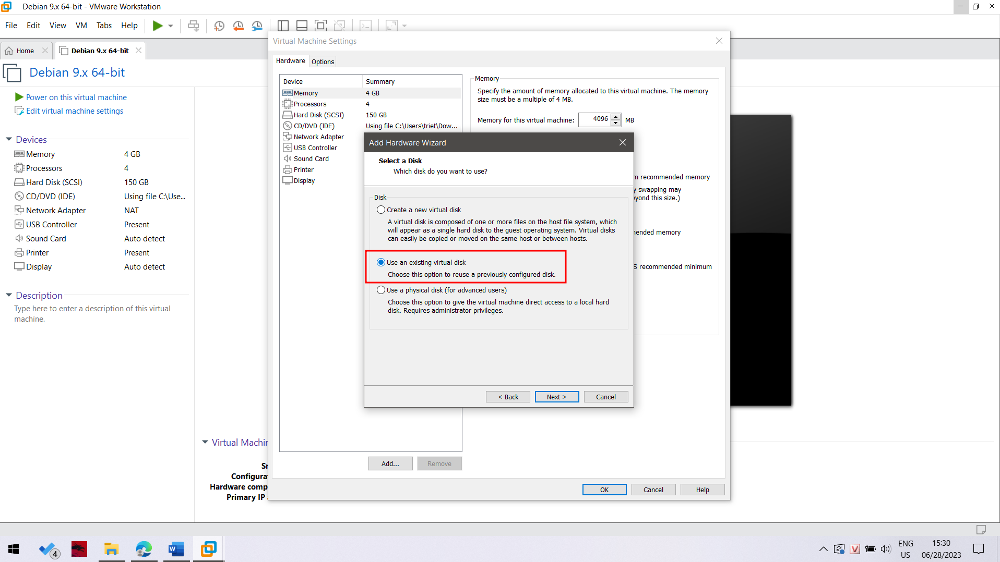 Debian 9.x 64-bit - VMware Workstation
File Edit View VM Tabs Help
Home
Debian 9.x 64-bit
Debian 9.x 64-bit
Power on this virtual machine
Edit virtual machine settings
Devices
Memory 4 GB
Processors 4
Hard Disk (SCSI) 150 GB
CD/DVD (IDE) Using file C:\Use...
Network Adapter NAT
USB Controller Present
Sound Card Auto detect
Printer Present
Display Auto detect
Description
Type here to enter a description of this virtual
machine.
Virtual Machin
Configurat
Hardware comp
Primary IP
Virtual Machine Settings
Hardware Options
Device Summary
Memory 4 GB
Processors 4
Hard Disk (SCSI) 150 GB
CD/DVD (IDE) Using file C:\Users\triet\Dow...
Network Adapter
USB Controller
Sound Card
Printer
Display
Add... Remove
Memory
Specify the amount of memory allocated to this virtual machine. The memory
size must be a multiple of 4 MB.
Memory for this virtual machine: 4096 MB
recommended memory
swapping may
eyond this size.)
ended memory
S recommended minimum
OK Cancel Help
Add Hardware Wizard
Select a Disk
Which disk do you want to use?
Disk
Create a new virtual disk
A virtual disk is composed of one or more files on the host file system, which
will appear as a single hard disk to the guest operating system. Virtual disks
can easily be copied or moved on the same host or between hosts.
Use an existing virtual disk
Choose this option to reuse a previously configured disk.
Use a physical disk (for advanced users)
Choose this option to give the virtual machine direct access to a local hard
disk. Requires administrator privileges.
< Back Next > Cancel
4
W
V
ENG
US
15:30
06/28/2023